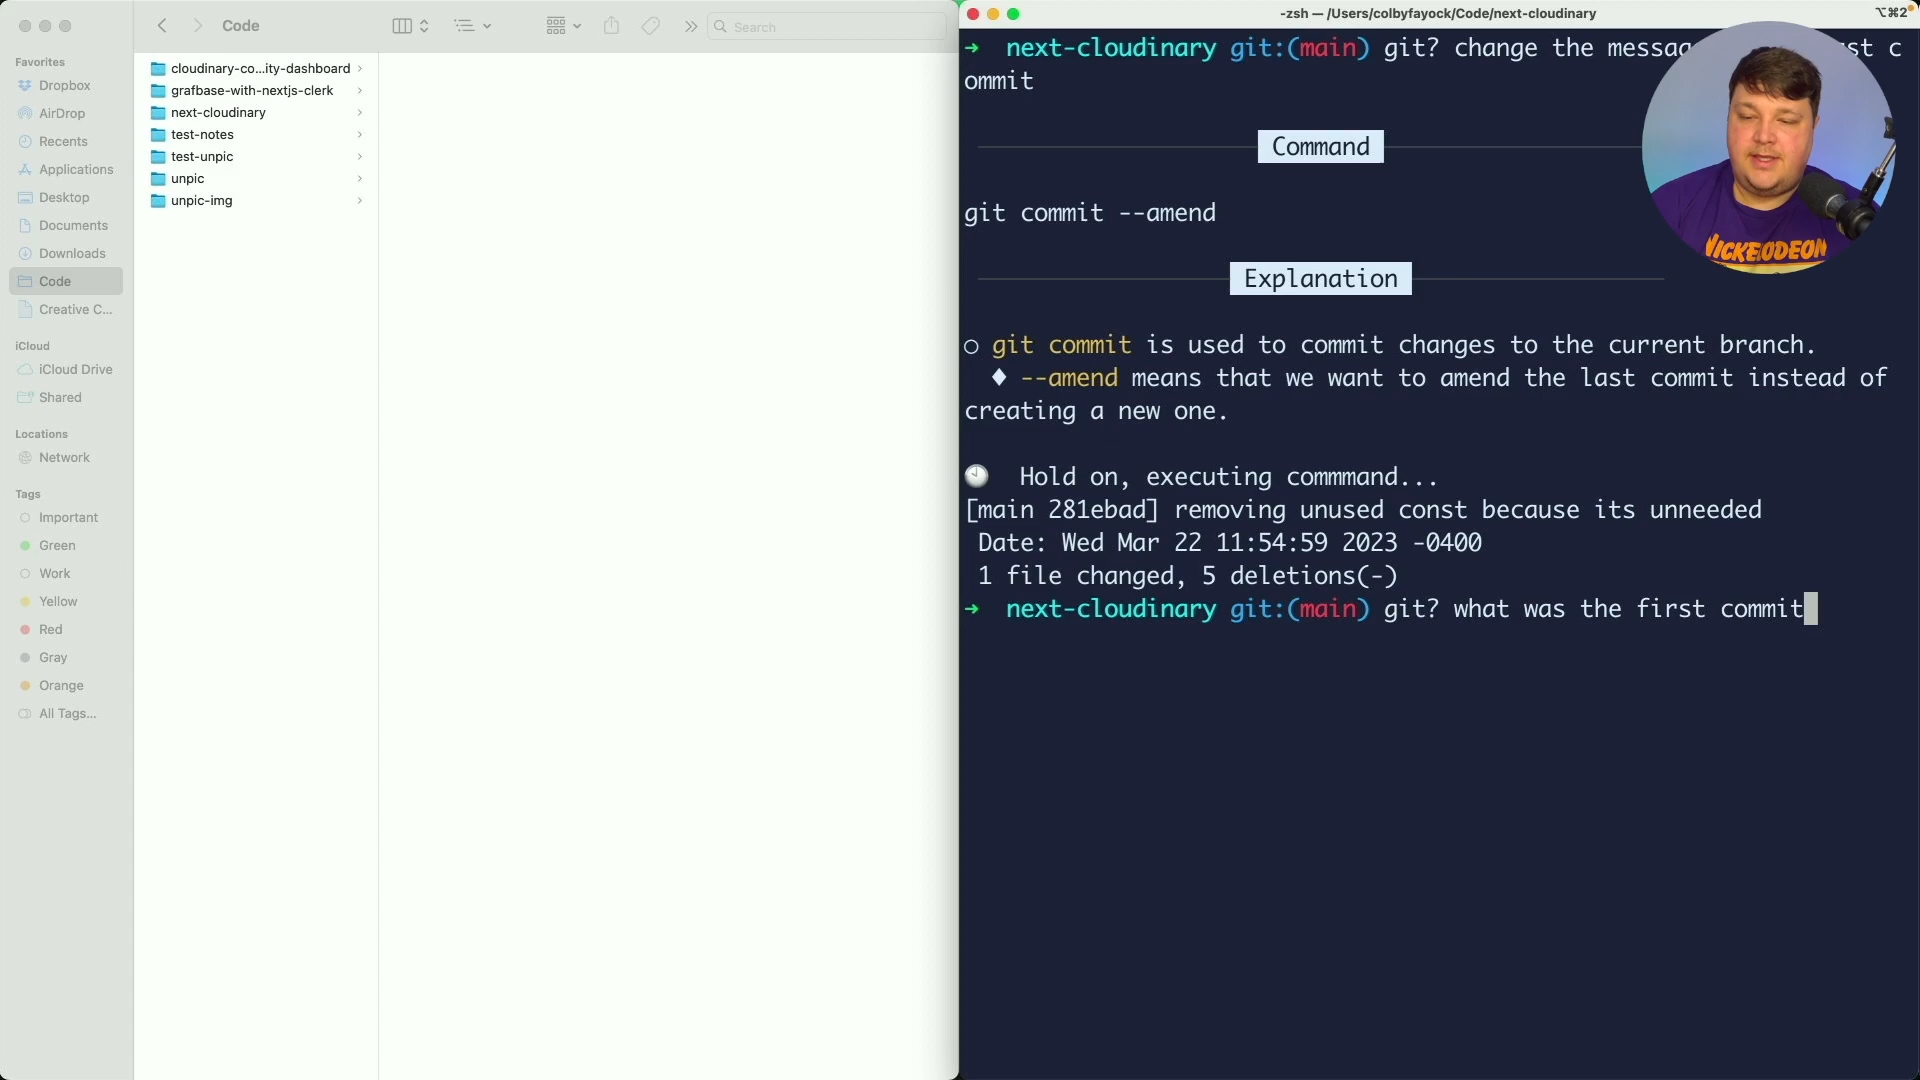 Code
Search
Favorites
Dropbox
AirDrop
Recents
Applications
Desktop
Documents
Downloads
Code
Creative C...
iCloud
iCloud Drive
Shared
Locations
Network
Tags
Important
Green
Work
Yellow
Red
Gray
Orange
All Tags...
cloudinary-co...ity-dashboard
grafbase-with-nextjs-clerk
next-cloudinary
test-notes
test-unpic
unpic
unpic-img
-zsh — /Users/colbyfayock/Code/next-cloudinary
⌥⌘2
➜ next-cloudinary git:(main) git? change the c
ommit
Command
git commit --amend
Explanation
○ git commit is used to commit changes to the current branch.
♦ --amend means that we want to amend the last commit instead of
creating a new one.
🕙 Hold on, executing commmand...
[main 281ebad] removing unused const because its unneeded
Date: Wed Mar 22 11:54:59 2023 -0400
1 file changed, 5 deletions(-)
➜ next-cloudinary git:(main) git? what was the first commit
NICKELODEON